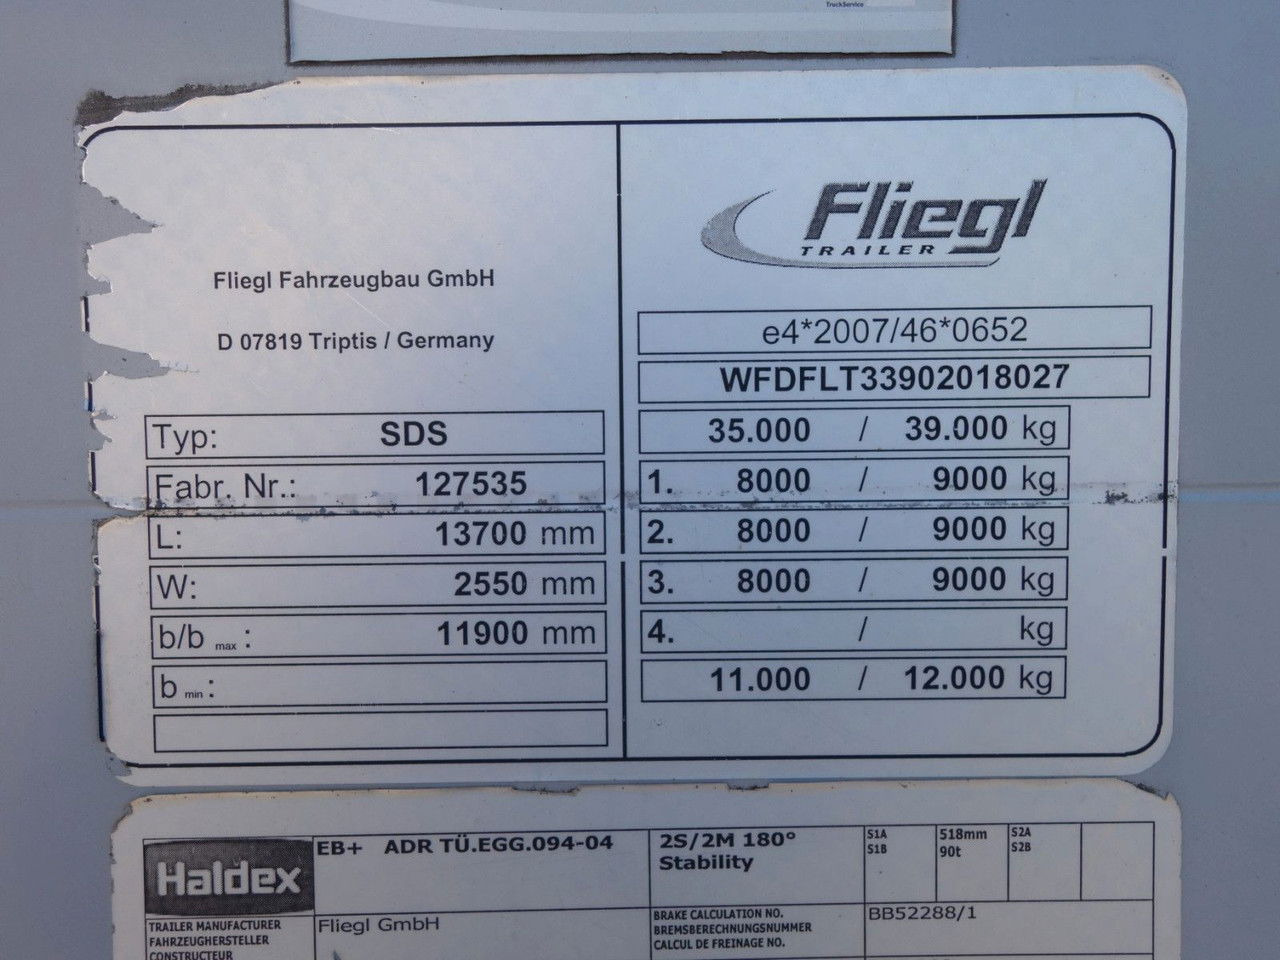 TruckService
Fliegl
TRAILER
Fliegl Fahrzeugbau GmbH
D 07819 Triptis / Germany
e4*2007/46*0652
WFDFLT33902018027
Typ: SDS
35.000 / 39.000 kg
Fabr. Nr.: 127535
1. 8000 / 9000 kg
L: 13700 mm
2. 8000 / 9000 kg
W: 2550 mm
3. 8000 / 9000 kg
b/b max : 11900 mm
4. / kg
b min :
11.000 / 12.000 kg
Haldex
EB+ ADR TÜ.EGG.094-04
2S/2M 180°
Stability
S1A
S1B
518mm
90t
S2A
S2B
TRAILER MANUFACTURER
FAHRZEUGHERSTELLER
CONSTRUCTEUR
Fliegl GmbH
BRAKE CALCULATION NO.
BREMSBERECHNUNGSNUMMER
CALCUL DE FREINAGE NO.
BB52288/1